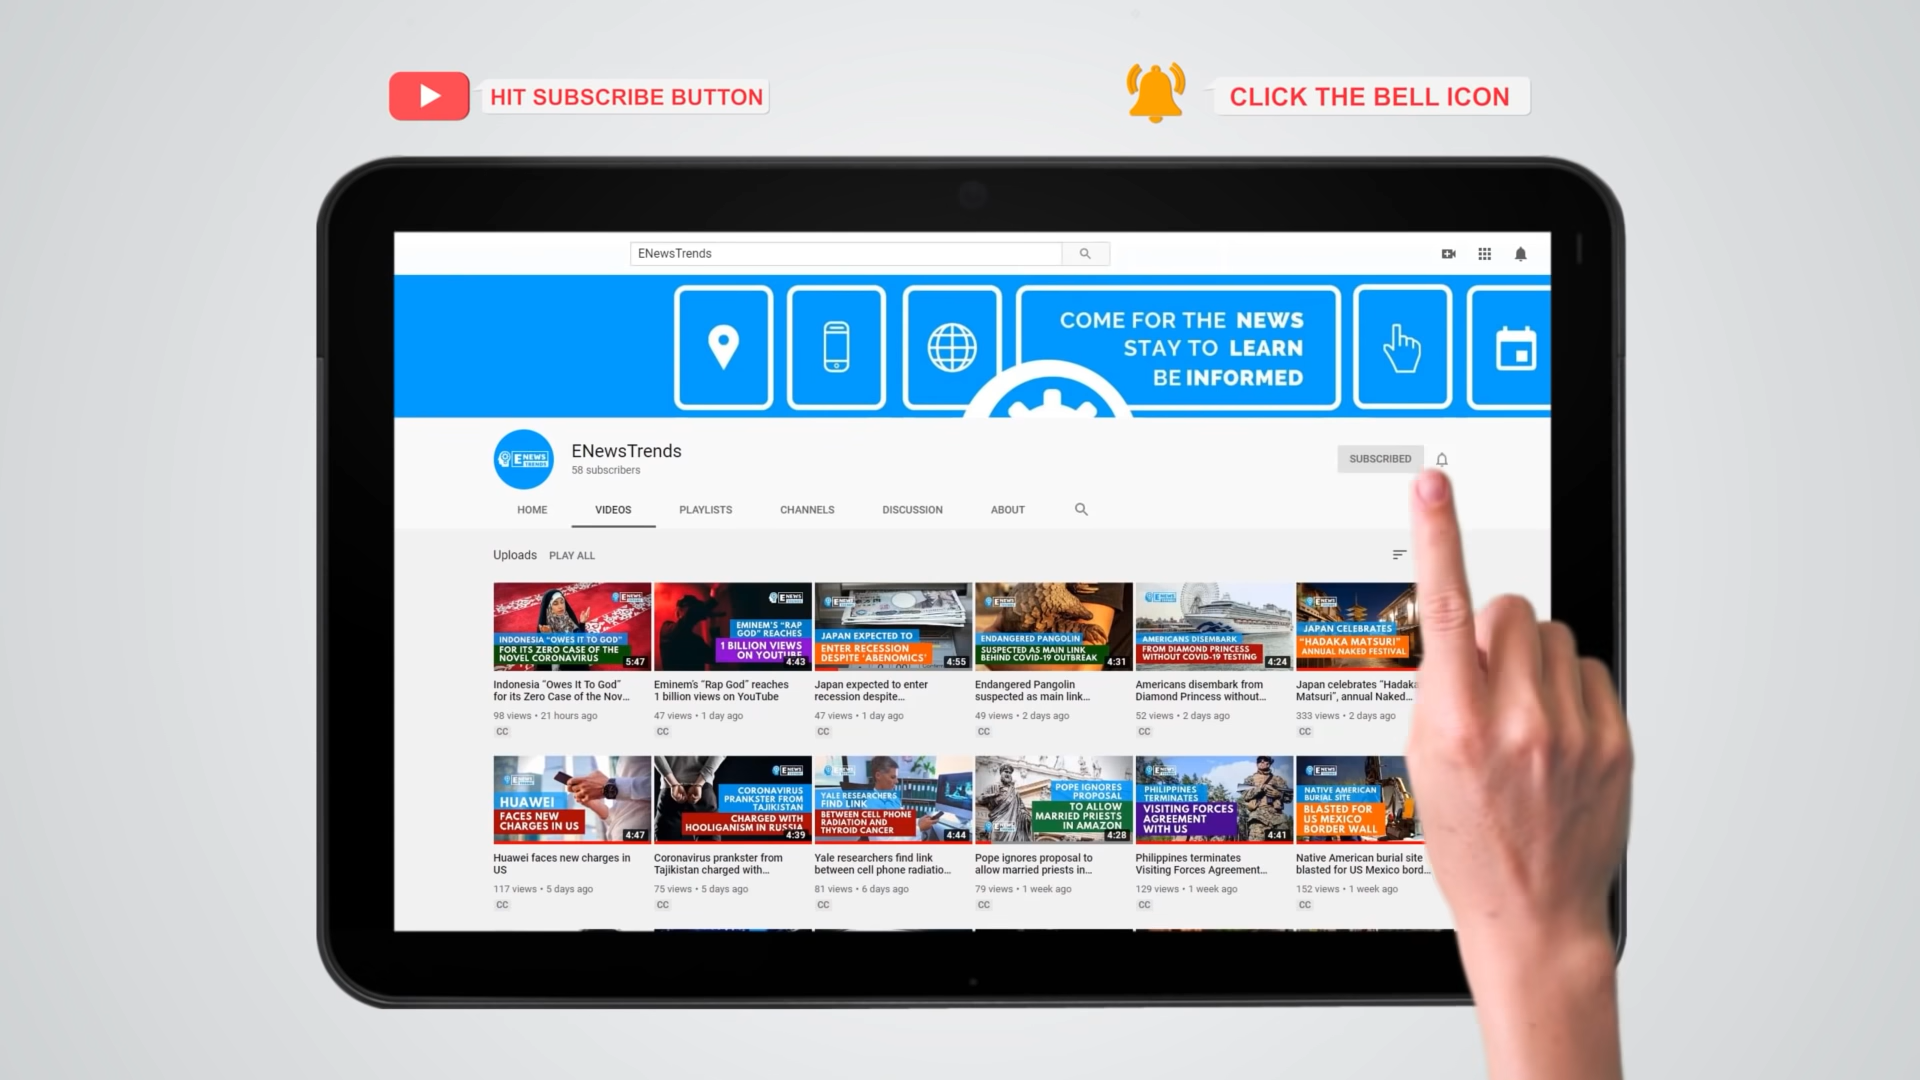 HIT SUBSCRIBE BUTTON
CLICK THE BELL ICON
ENewsTrends
COME FOR THE NEWS
STAY TO LEARN
BE INFORMED
E NEWS
TRENDS
ENewsTrends
58 subscribers
SUBSCRIBED
HOME VIDEOS PLAYLISTS CHANNELS DISCUSSION ABOUT
Uploads PLAY ALL
INDONESIA "OWES IT TO GOD"
FOR ITS ZERO CASE OF THE
NOVEL CORONAVIRUS
5:47
EMINEM'S "RAP
GOD" REACHES
1 BILLION VIEWS
ON YOUTUBE
4:43
JAPAN EXPECTED TO
ENTER RECESSION
DESPITE 'ABENOMICS'
4:55
ENDANGERED PANGOLIN
SUSPECTED AS MAIN LINK
BEHIND COVID-19 OUTBREAK
4:31
AMERICANS DISEMBARK
FROM DIAMOND PRINCESS
WITHOUT COVID-19 TESTING
4:24
JAPAN CELEBRATES
"HADAKA MATSURI"
ANNUAL NAKED FESTIVAL
Indonesia "Owes It To God"
for its Zero Case of the Nov...
98 views • 21 hours ago
CC
Eminem's "Rap God" reaches
1 billion views on YouTube
47 views • 1 day ago
CC
Japan expected to enter
recession despite...
47 views • 1 day ago
CC
Endangered Pangolin
suspected as main link...
49 views • 2 days ago
CC
Americans disembark from
Diamond Princess without...
52 views • 2 days ago
CC
Japan celebrates "Hadaka
Matsuri", annual Naked...
333 views • 2 days ago
CC
HUAWEI
FACES NEW
CHARGES IN US
4:47
CORONAVIRUS
PRANKSTER FROM
TAJIKISTAN
CHARGED WITH
HOOLIGANISM IN RUSSIA
4:39
YALE RESEARCHERS
FIND LINK
BETWEEN CELL PHONE
RADIATION AND
THYROID CANCER
4:44
POPE IGNORES
PROPOSAL
TO ALLOW
MARRIED PRIESTS
IN AMAZON
4:28
PHILIPPINES
TERMINATES
VISITING FORCES
AGREEMENT
WITH US
4:41
NATIVE AMERICAN
BURIAL SITE
BLASTED FOR
US MEXICO
BORDER WALL
Huawei faces new charges in
US
117 views • 5 days ago
CC
Coronavirus prankster from
Tajikistan charged with...
75 views • 5 days ago
CC
Yale researchers find link
between cell phone radiatio...
81 views • 6 days ago
CC
Pope ignores proposal to
allow married priests in...
79 views • 1 week ago
CC
Philippines terminates
Visiting Forces Agreement...
129 views • 1 week ago
CC
Native American burial site
blasted for US Mexico bord...
152 views • 1 week ago
CC